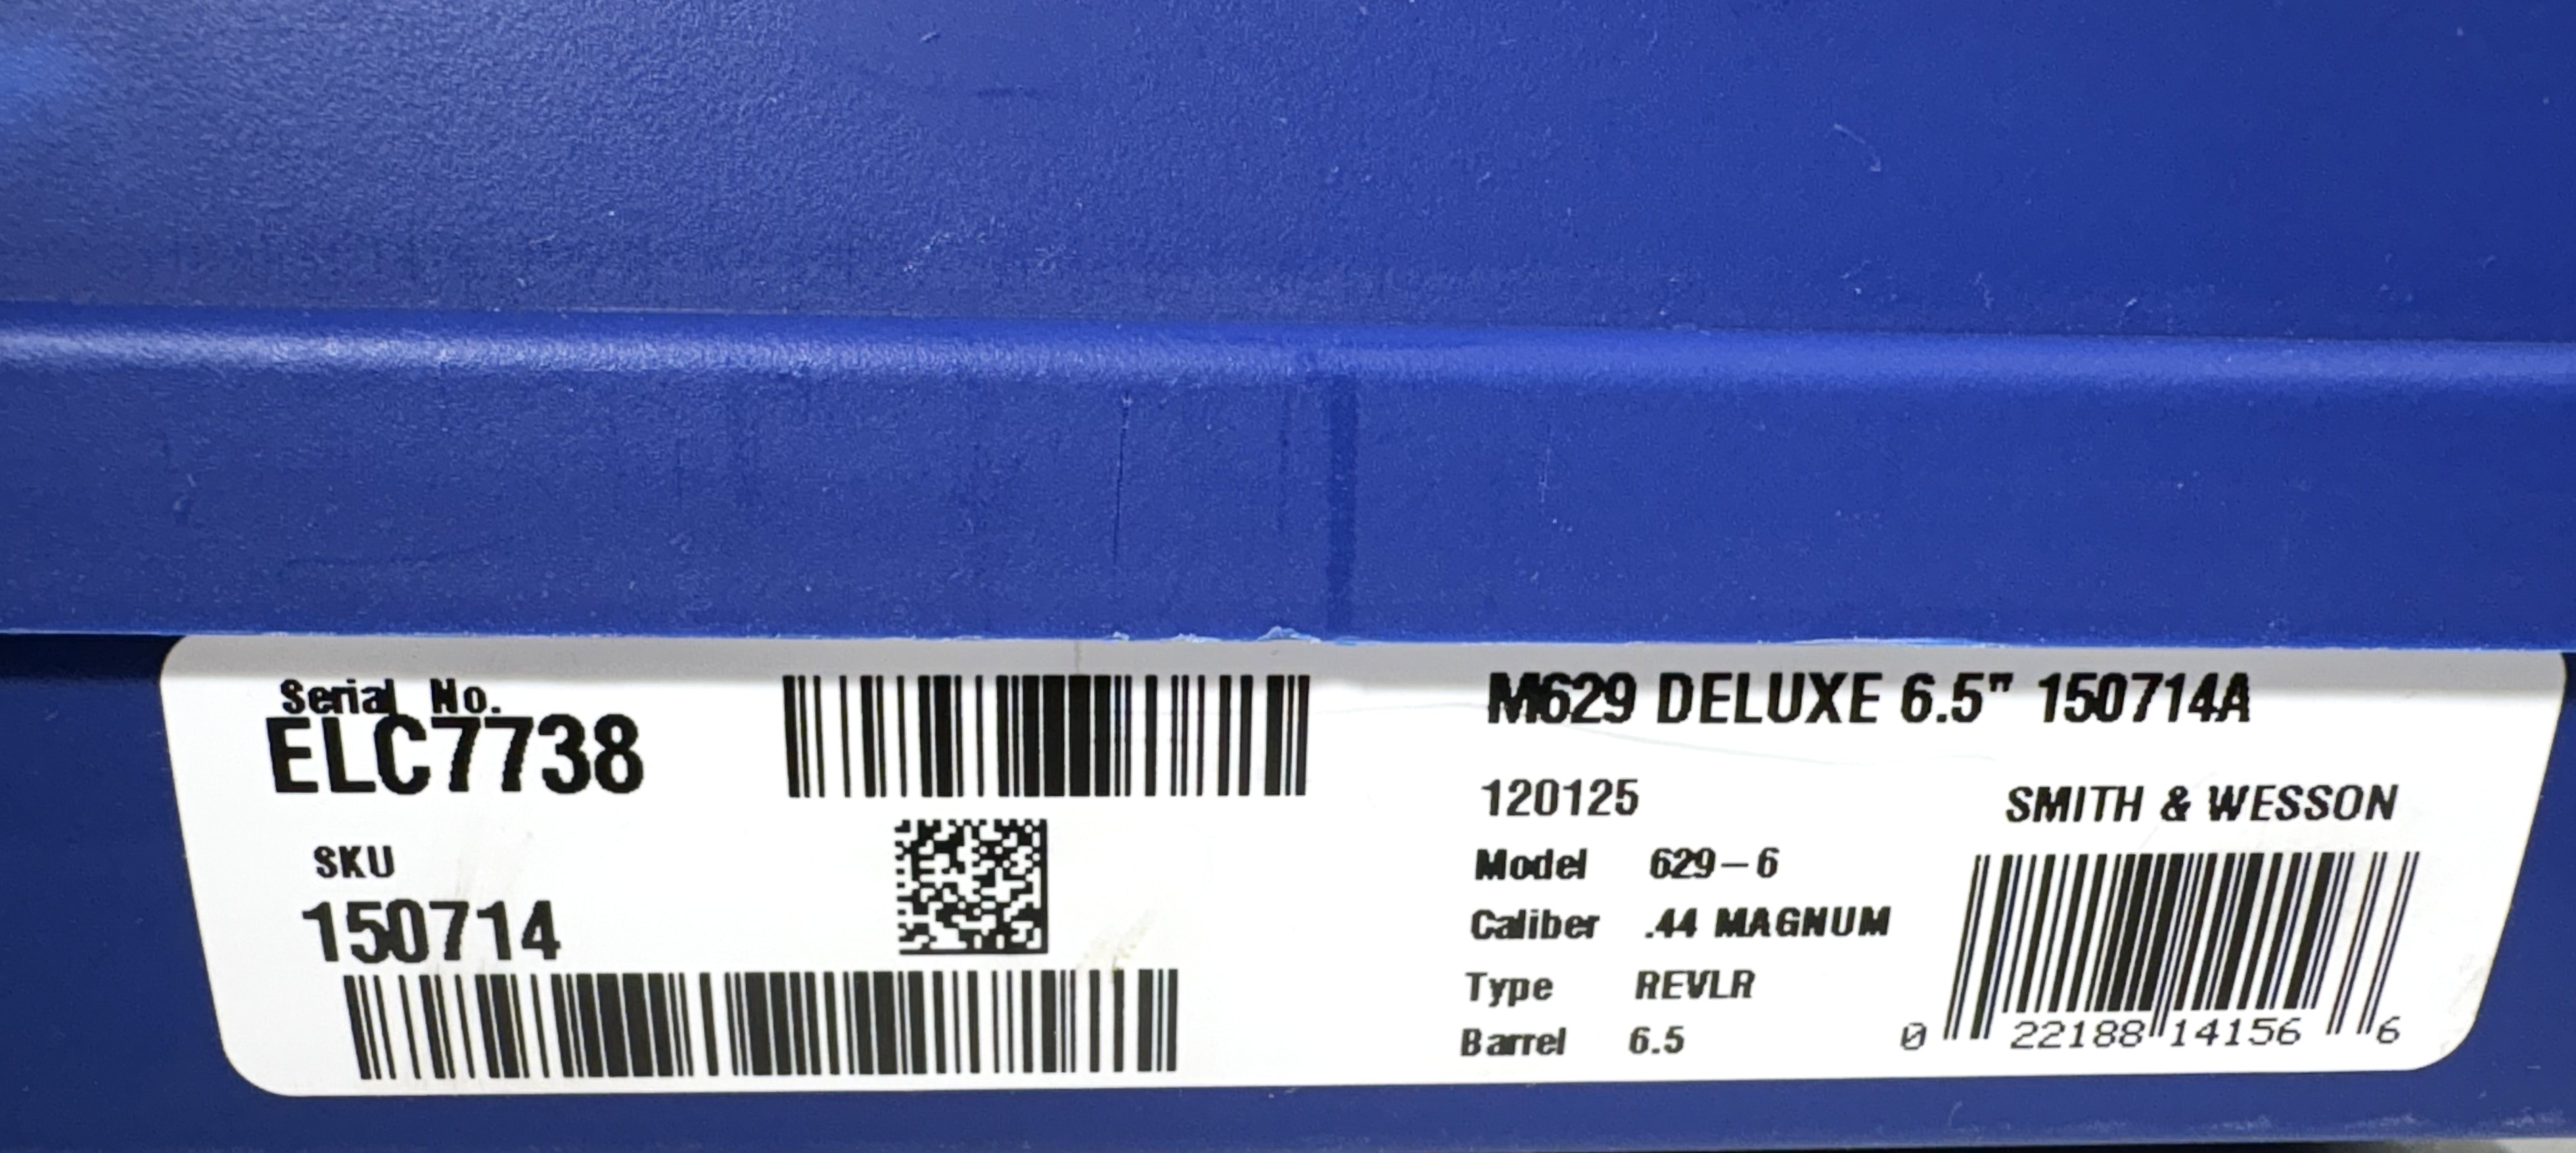 Serial No.
ELC7738
SKU
150714
M629 DELUXE 6.5" 150714A
120125
SMITH & WESSON
Model 629-6
Caliber .44 MAGNUM
Type REVLR
Barrel 6.5
0 22188 14156 6